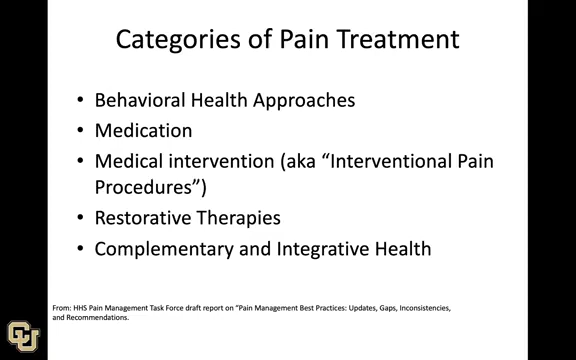 Categories of Pain Treatment
• Behavioral Health Approaches
• Medication
• Medical intervention (aka “Interventional Pain
Procedures”)
• Restorative Therapies
• Complementary and Integrative Health
From: HHS Pain Management Task Force draft report on “Pain Management Best Practices: Updates, Gaps, Inconsistencies,
and Recommendations.
CU